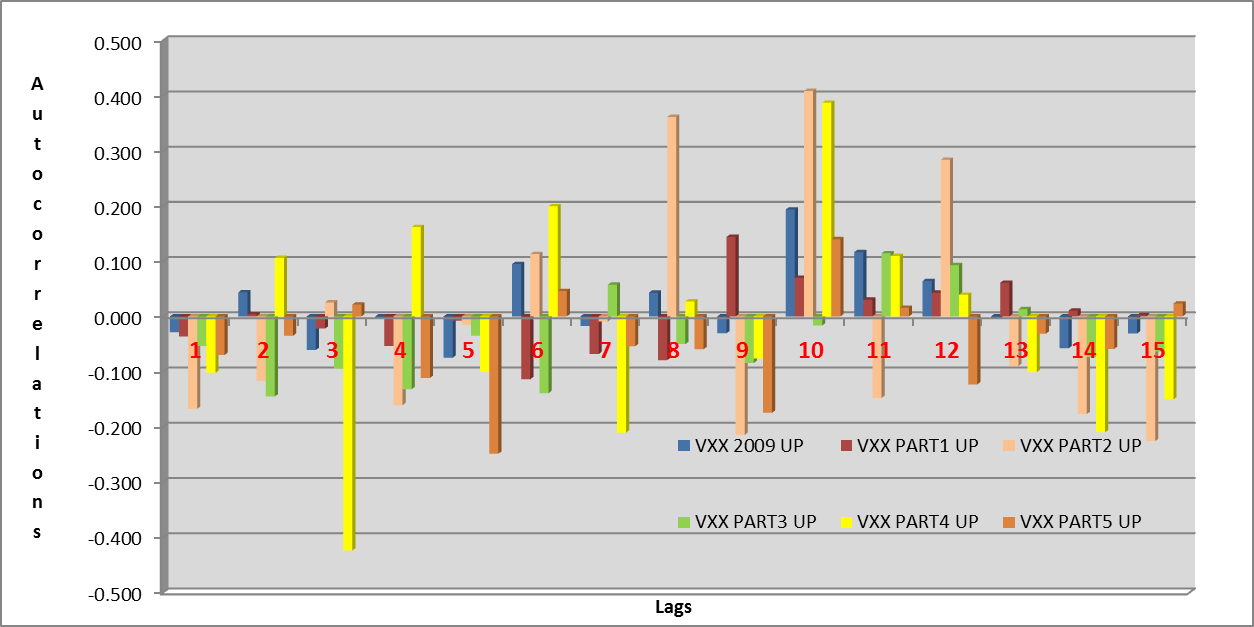 Autocorrelations
0.500
0.400
0.300
0.200
0.100
0.000
-0.100
-0.200
-0.300
-0.400
-0.500
1 2 3 4 5 6 7 8 9 10 11 12 13 14 15
VXX 2009 UP VXX PART1 UP VXX PART2 UP
VXX PART3 UP VXX PART4 UP VXX PART5 UP
Lags